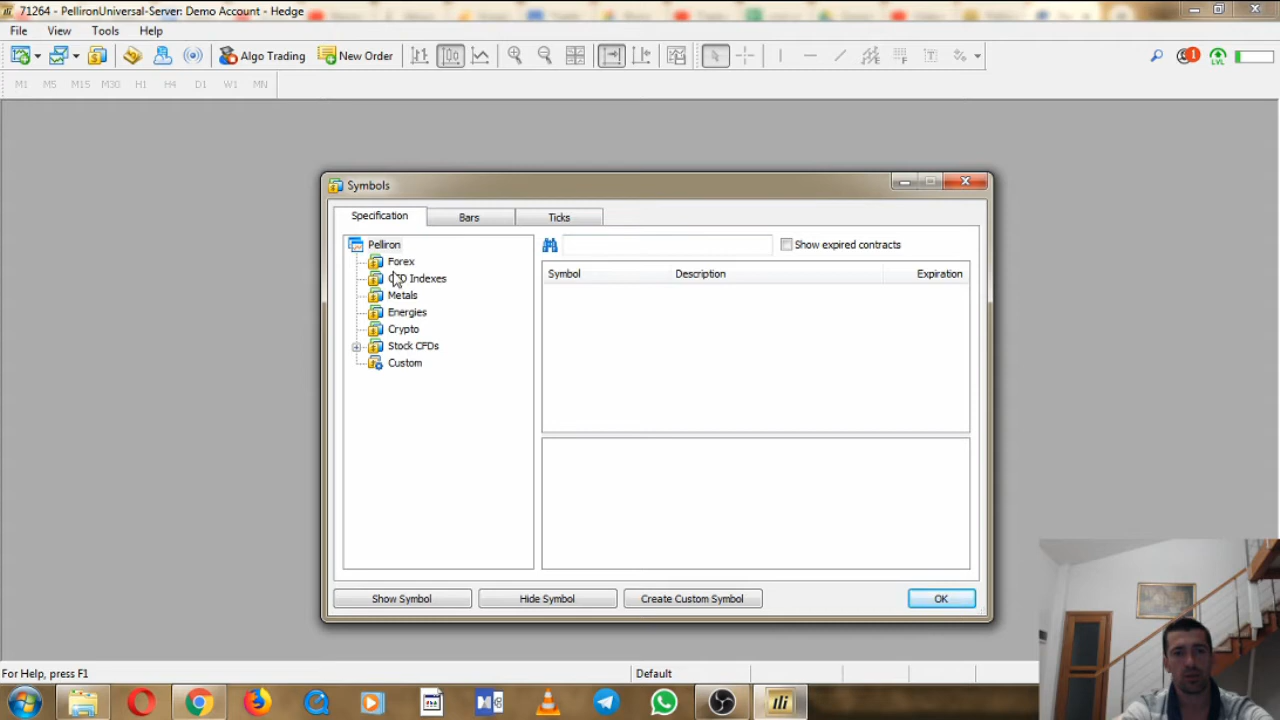 71264 - PellironUniversal-Server: Demo Account - Hedge
File View Tools Help
Algo Trading New Order
1
LVL
M1 M5 M15 M30 H1 H4 D1 W1 MN
Symbols
Specification Bars Ticks
Pelliron
Forex
Indexes
Metals
Energies
Crypto
Stock CFDs
Custom
Show expired contracts
Symbol Description Expiration
Show Symbol Hide Symbol Create Custom Symbol OK
For Help, press F1
Default